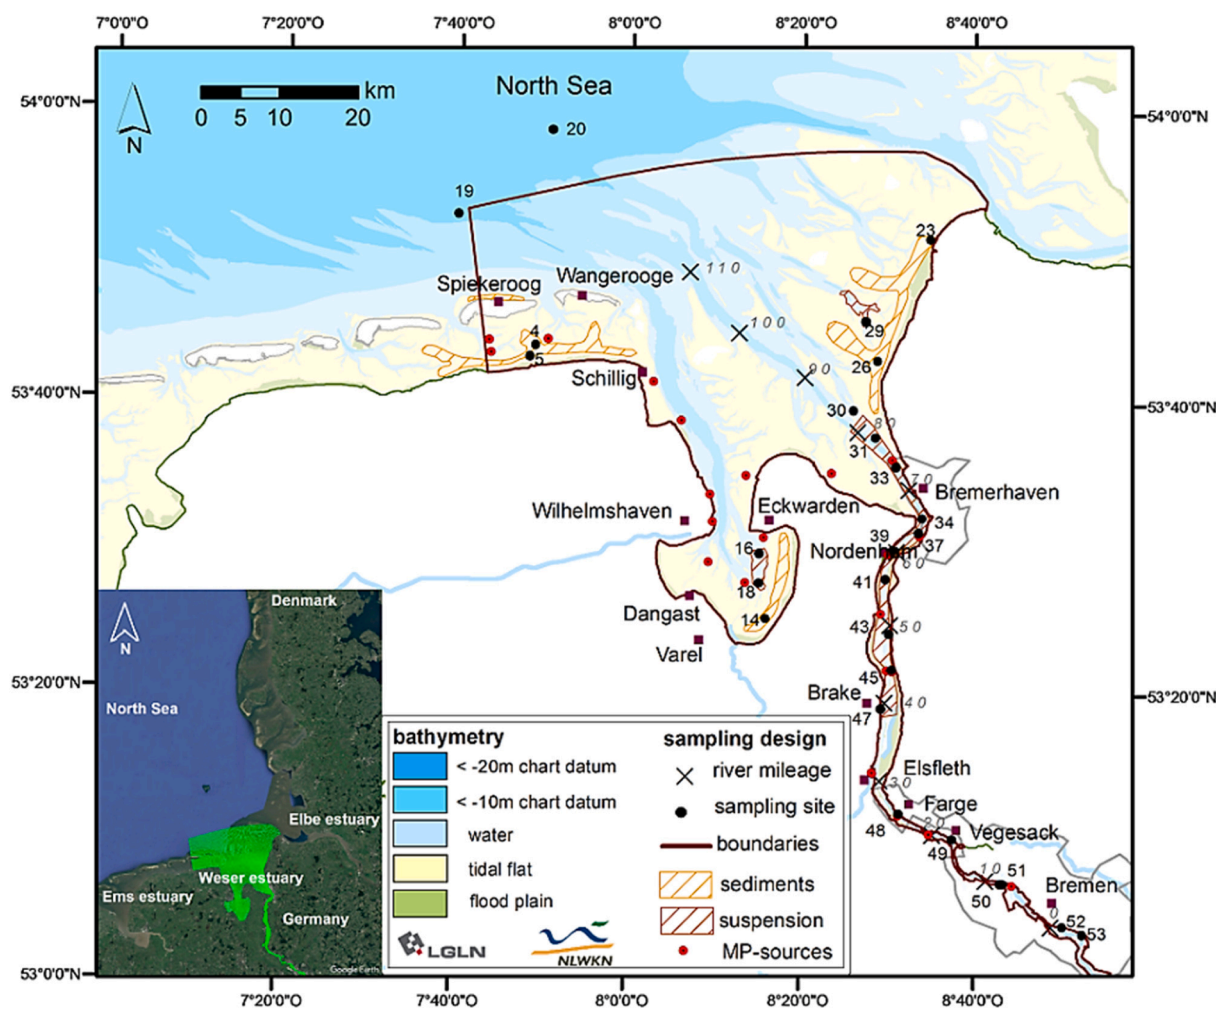 7°0'0"O
7°20'0"O
7°40'0"O
8°0'0"O
8°20'0"O
8°40'0"O
54°0'0"N
54°0'0"N
N
km
0 5 10 20
North Sea
20
19
23
110
Wangerooge
Spiekeroog
100
29
4
5
26
90
Schillig
53°40'0"N
53°40'0"N
30
80
31
33
70
Bremerhaven
Wilhelmshaven
Eckwarden
34
39
37
16
Nordenham
60
41
18
Dangast
14
43
50
Varel
45
53°20'0"N
53°20'0"N
Brake
40
47
Elsfleth
30
Farge
20
48
Vegesack
49
10
51
Bremen
50
0
52
53
53°0'0"N
53°0'0"N
N
Denmark
North Sea
Elbe estuary
Weser estuary
Ems estuary
Germany
Google Earth
bathymetry
< -20m chart datum
< -10m chart datum
water
tidal flat
flood plain
LGLN
NLWKN
sampling design
river mileage
sampling site
boundaries
sediments
suspension
MP-sources
7°20'0"O
7°40'0"O
8°0'0"O
8°20'0"O
8°40'0"O